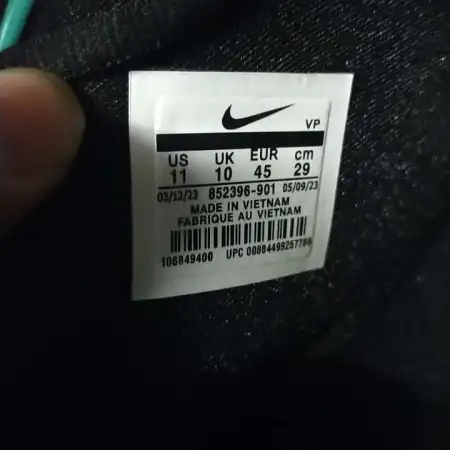 VP
US UK EUR cm
11 10 45 29
03/12/23 852396-901 05/09/23
MADE IN VIETNAM
FABRIQUE AU VIETNAM
106849400 UPC 00884499257789